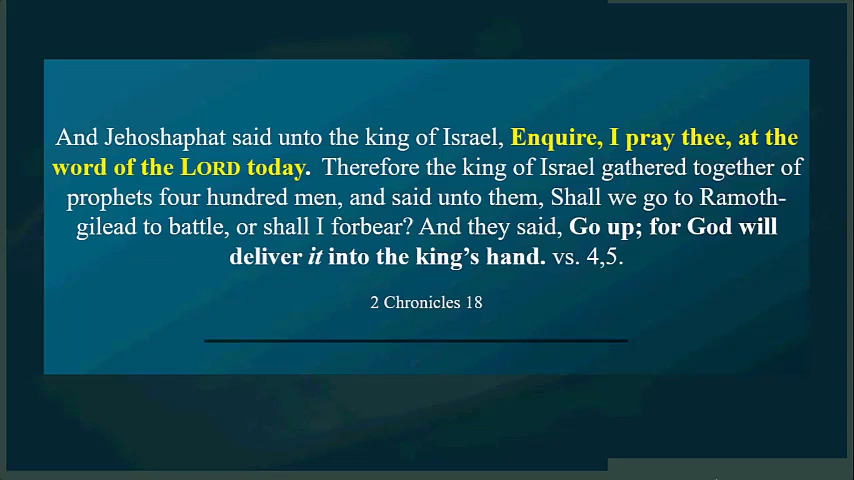 And Jehoshaphat said unto the king of Israel, Enquire, I pray thee, at the
word of the LORD today. Therefore the king of Israel gathered together of
prophets four hundred men, and said unto them, Shall we go to Ramoth-
gilead to battle, or shall I forbear? And they said, Go up; for God will
deliver it into the king’s hand. vs. 4,5.
2 Chronicles 18